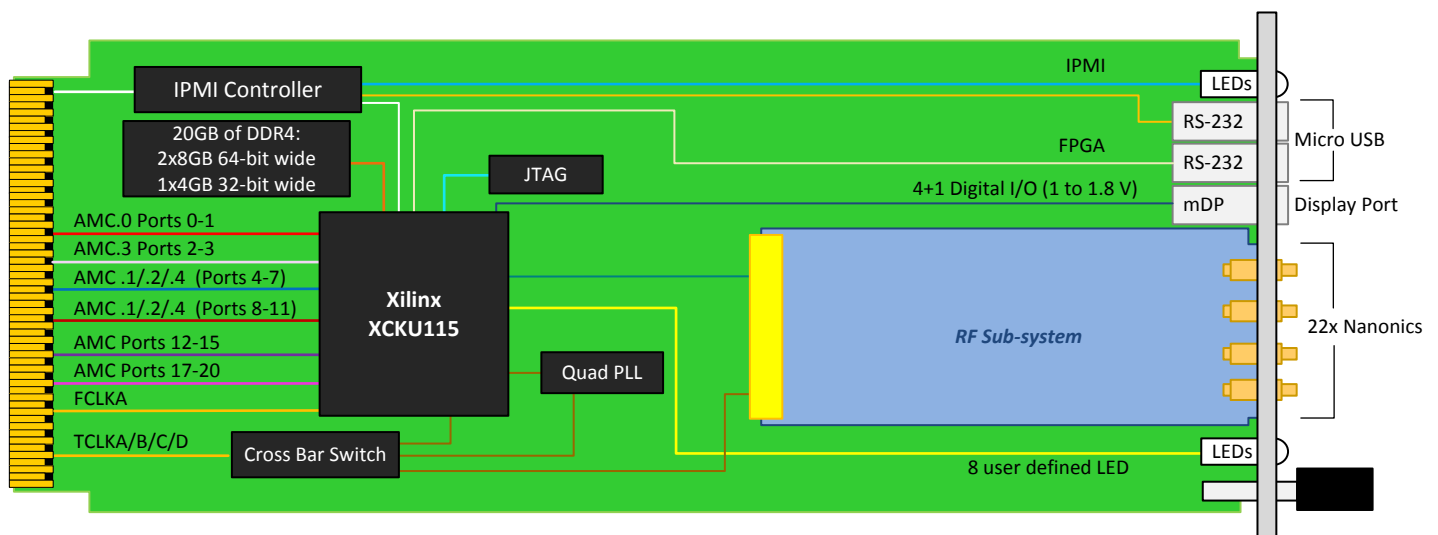 IPMI
LEDs
IPMI Controller
RS-232
Micro USB
20GB of DDR4:
2x8GB 64-bit wide
1x4GB 32-bit wide
FPGA
RS-232
JTAG
4+1 Digital I/O (1 to 1.8 V)
mDP
Display Port
AMC.0 Ports 0-1
AMC.3 Ports 2-3
AMC .1/.2/.4 (Ports 4-7)
AMC .1/.2/.4 (Ports 8-11)
AMC Ports 12-15
AMC Ports 17-20
FCLKA
TCLKA/B/C/D
Xilinx
XCKU115
RF Sub-system
22x Nanonics
Quad PLL
Cross Bar Switch
LEDs
8 user defined LED